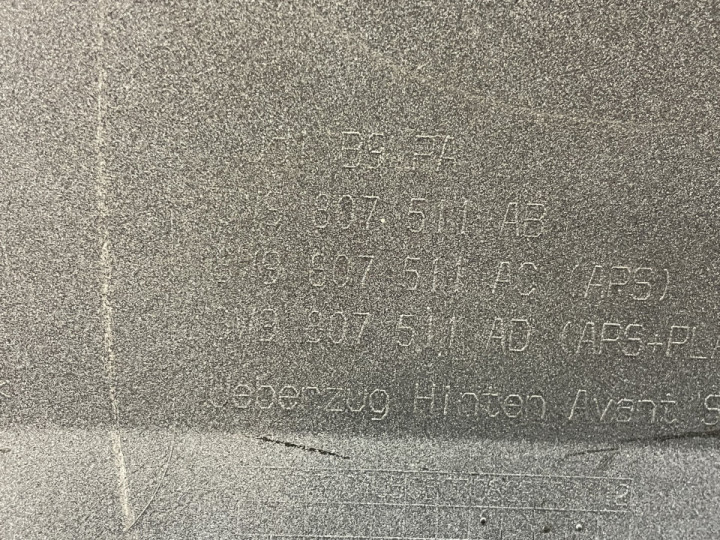 B9 PA
8W9 807 511 AB
8W9 807 511 AC (APS)
8W9 807 511 AD (APS+PLA
Ueberzug Hinten Avant S